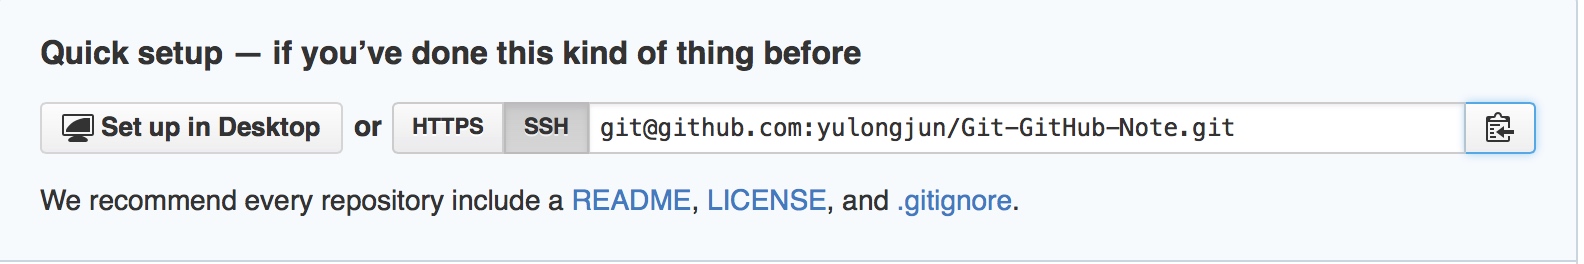 Quick setup — if you’ve done this kind of thing before
Set up in Desktop or HTTPS SSH git@github.com:yulongjun/Git-GitHub-Note.git
We recommend every repository include a README, LICENSE, and .gitignore.